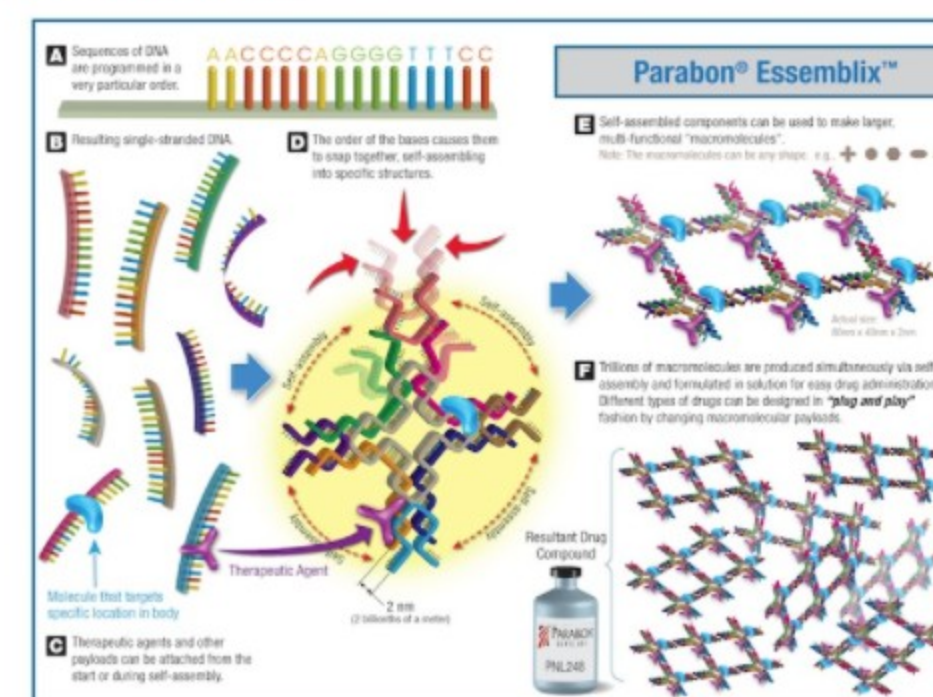 A Sequences of DNA
are programmed in a
very particular order.
A A C C C C A G G G G T T T C C
Parabon® Essemblix™
B Resulting single-stranded DNA.
D The order of the bases causes them
to snap together, self-assembling
into specific structures.
E Self-assembled components can be used to make larger,
multi-functional "macromolecules".
Note: The macromolecules can be any shape. e.g.,
Self-assembly
Self-assembly
Self-assembly
Self-assembly
Actual size:
60nm x 40nm x 2nm
F Trillions of macromolecules are produced simultaneously via self
assembly and formulated in solution for easy drug administration
Different types of drugs can be designed in "plug and play"
fashion by changing macromolecular payloads.
Therapeutic Agent
Molecule that targets
specific location in body
2 nm
(2 billionths of a meter)
C Therapeutic agents and other
payloads can be attached from the
start or during self-assembly.
Resultant Drug
Compound
PARABON
PNL248